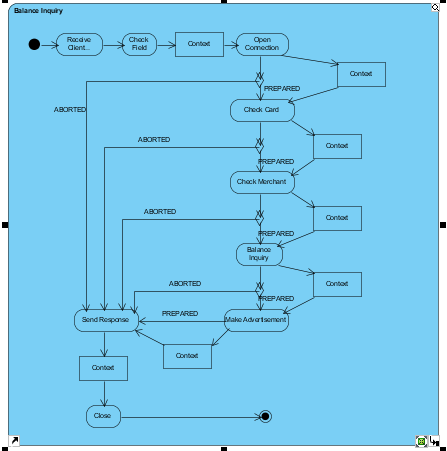 Balance Inquiry
Receive
Client...
Check
Field
Context
Open
Connection
Context
PREPARED
ABORTED
Check Card
Context
ABORTED
PREPARED
Check Merchant
Context
ABORTED
PREPARED
Balance
Inquiry
Context
ABORTED
PREPARED
Send Response
PREPARED
Make Advertisement
Context
Context
Close